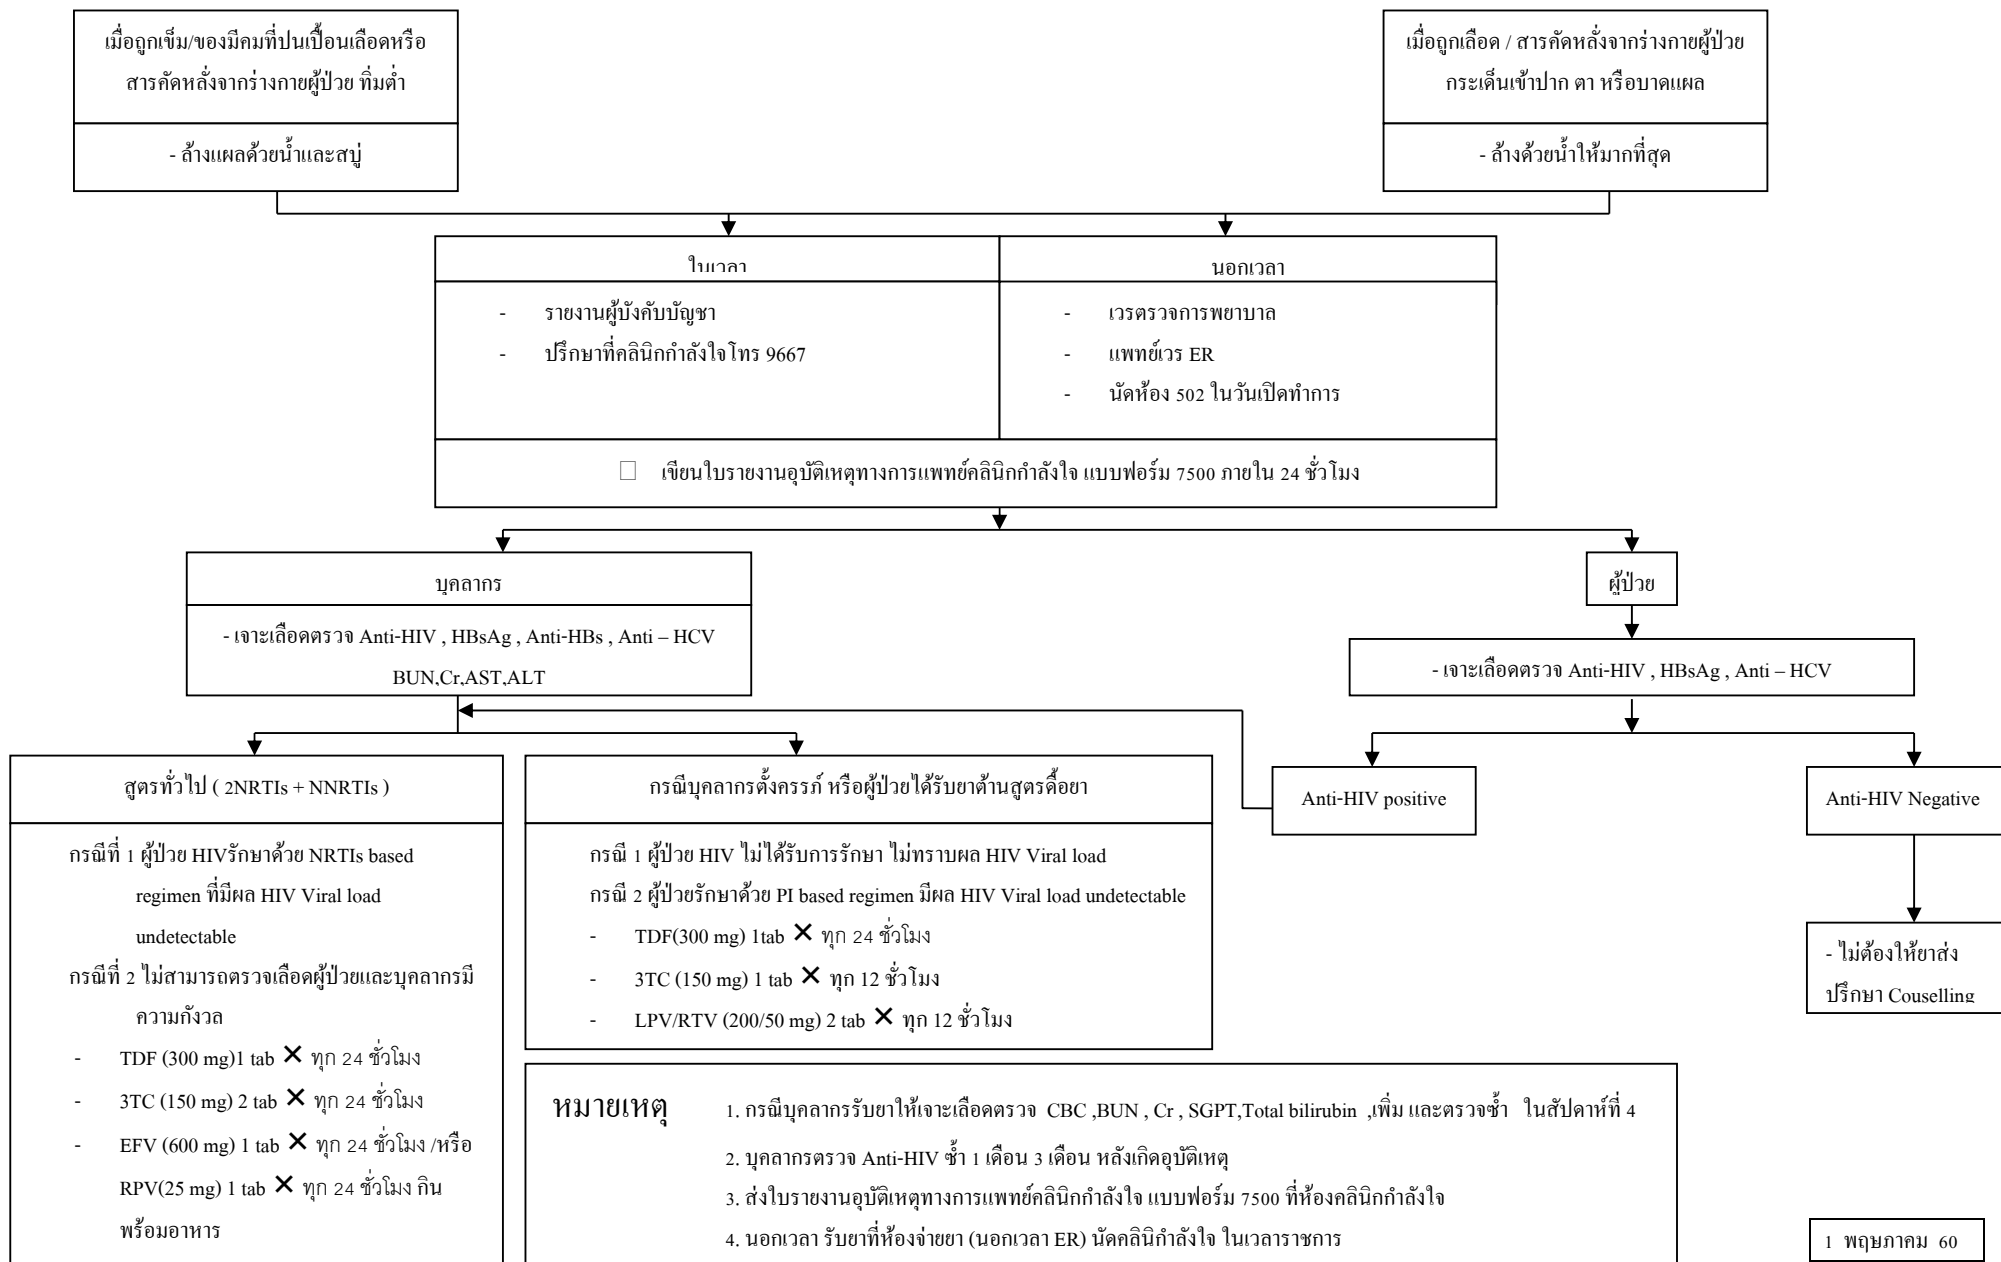 เมื่อถูกเข็ม/ของมีคมที่ปนเปื้อนเลือดหรือ
สารคัดหลั่งจากร่างกายผู้ป่วย ทิ่มตำ
- ล้างแผลด้วยน้ำและสบู่
เมื่อถูกเลือด / สารคัดหลั่งจากร่างกายผู้ป่วย
กระเด็นเข้าปาก ตา หรือบาดแผล
- ล้างด้วยน้ำให้มากที่สุด
ในเวลา
- รายงานผู้บังคับบัญชา
- ปรึกษาที่คลินิกกำลังใจโทร 9667
นอกเวลา
- เวรตรวจการพยาบาล
- แพทย์เวร ER
- นัดห้อง 502 ในวันเปิดทำการ
□ เขียนใบรายงานอุบัติเหตุทางการแพทย์คลินิกกำลังใจ แบบฟอร์ม 7500 ภายใน 24 ชั่วโมง
บุคลากร
- เจาะเลือดตรวจ Anti-HIV , HBsAg , Anti-HBs , Anti – HCV
BUN,Cr,AST,ALT
ผู้ป่วย
- เจาะเลือดตรวจ Anti-HIV , HBsAg , Anti – HCV
สูตรทั่วไป ( 2NRTIs + NNRTIs )
กรณีที่ 1 ผู้ป่วย HIVรักษาด้วย NRTIs based
regimen ที่มีผล HIV Viral load
undetectable
กรณีที่ 2 ไม่สามารถตรวจเลือดผู้ป่วยและบุคลากรมี
ความกังวล
- TDF (300 mg)1 tab ✕ ทุก 24 ชั่วโมง
- 3TC (150 mg) 2 tab ✕ ทุก 24 ชั่วโมง
- EFV (600 mg) 1 tab ✕ ทุก 24 ชั่วโมง /หรือ
RPV(25 mg) 1 tab ✕ ทุก 24 ชั่วโมง กิน
พร้อมอาหาร
กรณีบุคลากรตั้งครรภ์ หรือผู้ป่วยได้รับยาต้านสูตรดื้อยา
กรณี 1 ผู้ป่วย HIV ไม่ได้รับการรักษา ไม่ทราบผล HIV Viral load
กรณี 2 ผู้ป่วยรักษาด้วย PI based regimen มีผล HIV Viral load undetectable
- TDF(300 mg) 1tab ✕ ทุก 24 ชั่วโมง
- 3TC (150 mg) 1 tab ✕ ทุก 12 ชั่วโมง
- LPV/RTV (200/50 mg) 2 tab ✕ ทุก 12 ชั่วโมง
Anti-HIV positive
Anti-HIV Negative
- ไม่ต้องให้ยาส่ง
ปรึกษา Couselling
หมายเหตุ 1. กรณีบุคลากรรับยาให้เจาะเลือดตรวจ CBC ,BUN , Cr , SGPT,Total bilirubin ,เพิ่ม และตรวจซ้ำ ในสัปดาห์ที่ 4
2. บุคลากรตรวจ Anti-HIV ซ้ำ 1 เดือน 3 เดือน หลังเกิดอุบัติเหตุ
3. ส่งใบรายงานอุบัติเหตุทางการแพทย์คลินิกกำลังใจ แบบฟอร์ม 7500 ที่ห้องคลินิกกำลังใจ
4. นอกเวลา รับยาที่ห้องจ่ายยา (นอกเวลา ER) นัดคลินิกำลังใจ ในเวลาราชการ
1 พฤษภาคม 60